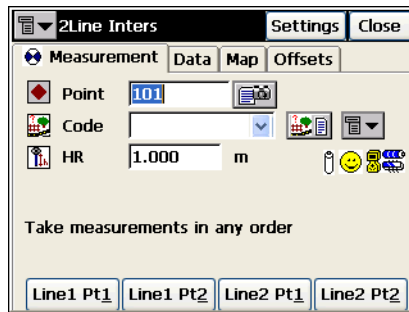 2Line Inters Settings Close
Measurement Data Map Offsets
Point 101
Code
HR 1.000 m
Take measurements in any order
Line1 Pt1 Line1 Pt2 Line2 Pt1 Line2 Pt2